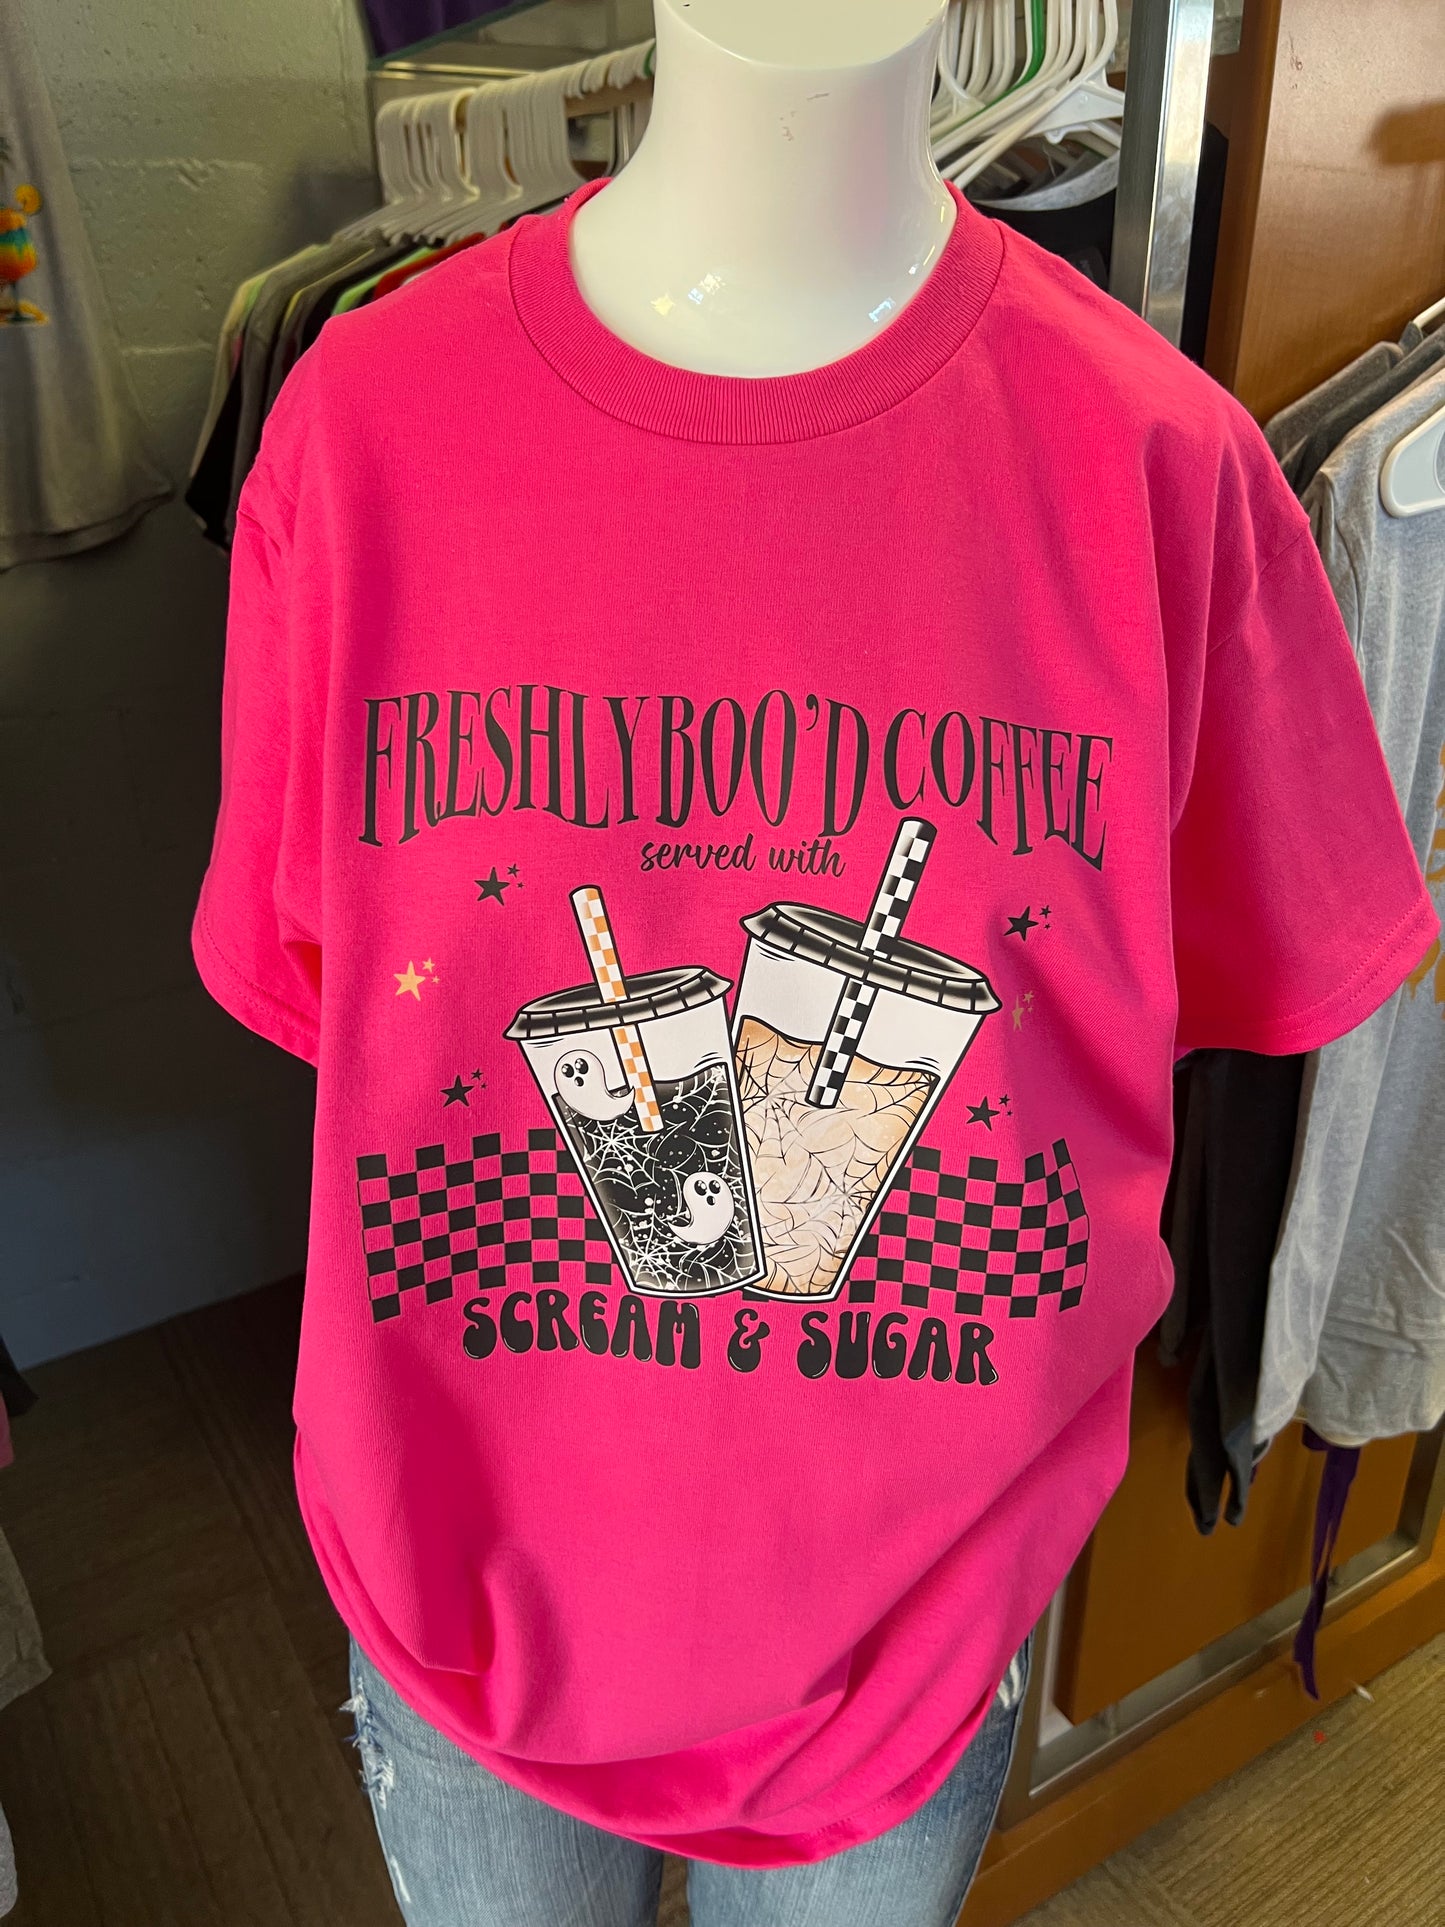 FRESHLY BOO'D COFFEE
served with
SCREAM & SUGAR